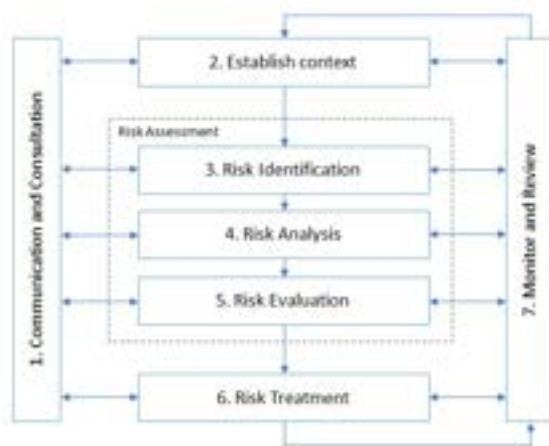 1. Communication and Consultation
2. Establish context
Risk Assessment
3. Risk Identification
4. Risk Analysis
5. Risk Evaluation
6. Risk Treatment
7. Monitor and Review